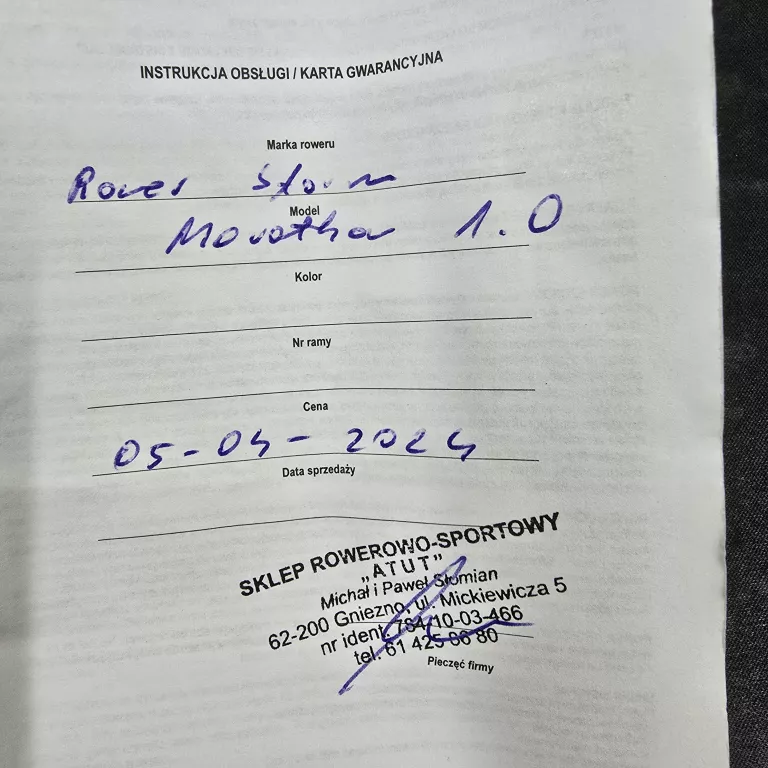 INSTRUKCJA OBSŁUGI / KARTA GWARANCYJNA
Marka roweru
Rower Storm
Model
Marathon 1.0
Kolor
Nr ramy
Cena
05-04-2024
Data sprzedaży
SKLEP ROWEROWO-SPORTOWY
„ATUT”
Michał i Paweł Słomian
62-200 Gniezno, ul. Mickiewicza 5
nr ident. 784-10-03-466
tel. 61 425 66 80
Pieczęć firmy